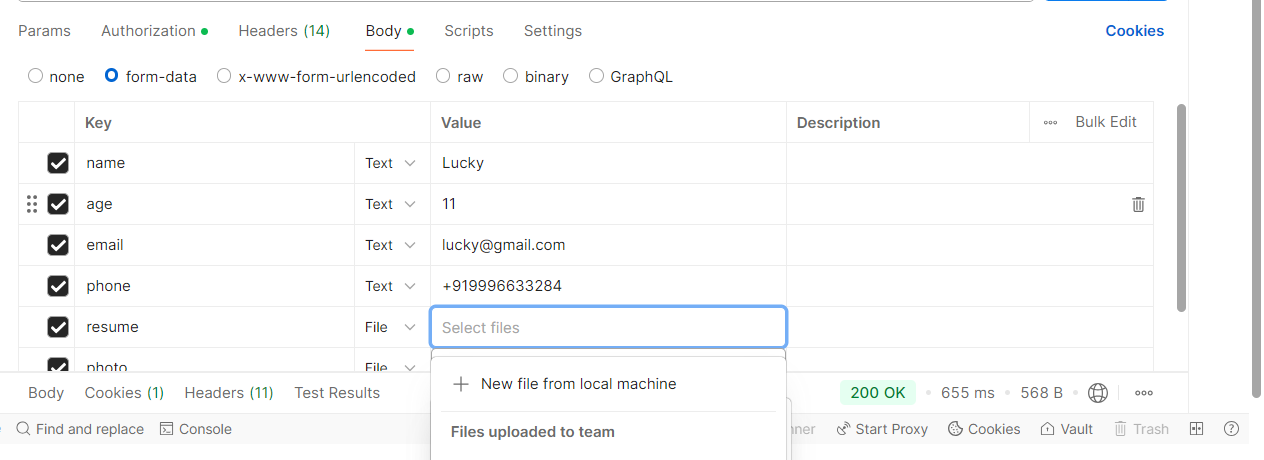 Params Authorization Headers (14) Body Scripts Settings Cookies
none form-data x-www-form-urlencoded raw binary GraphQL
Key Value Description Bulk Edit
name Text Lucky
age Text 11
email Text lucky@gmail.com
phone Text +919996633284
resume File Select files
photo File
New file from local machine
Body Cookies (1) Headers (11) Test Results 200 OK 655 ms 568 B
Find and replace Console Start Proxy Cookies Vault Trash
Files uploaded to team